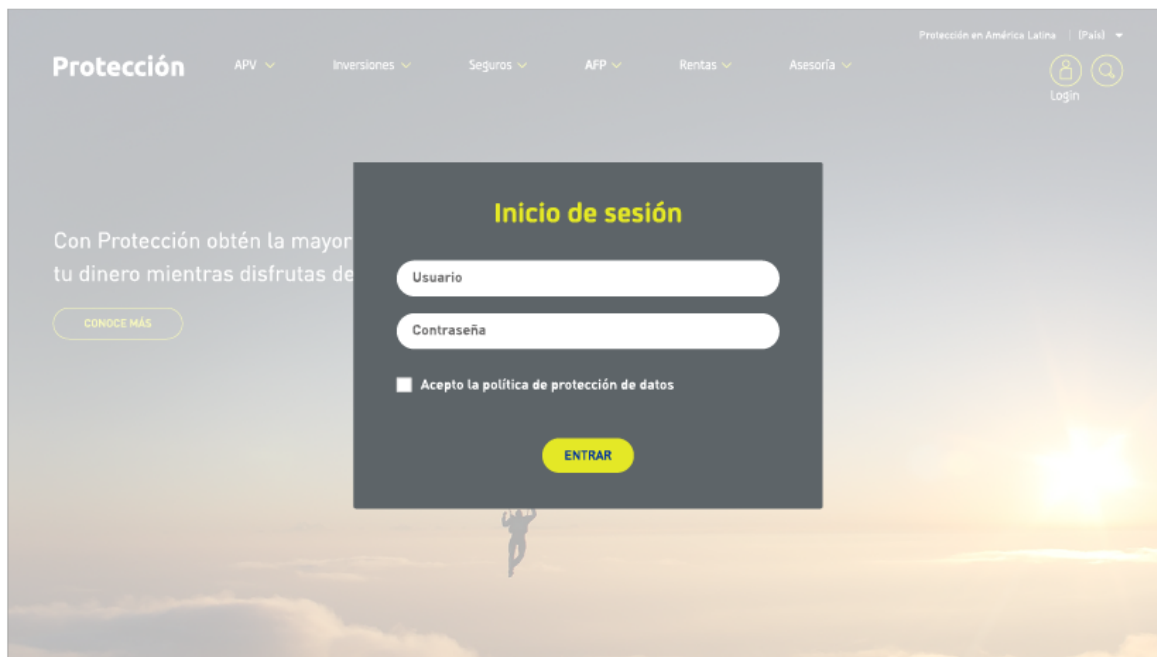 Protección en América Latina | [País]
Protección APV Inversiones Seguros AFP Rentas Asesoría
Login
Inicio de sesión
Con Protección obtén la mayor
tu dinero mientras disfrutas de
CONOCE MÁS
Usuario
Contraseña
Acepto la política de protección de datos
ENTRAR